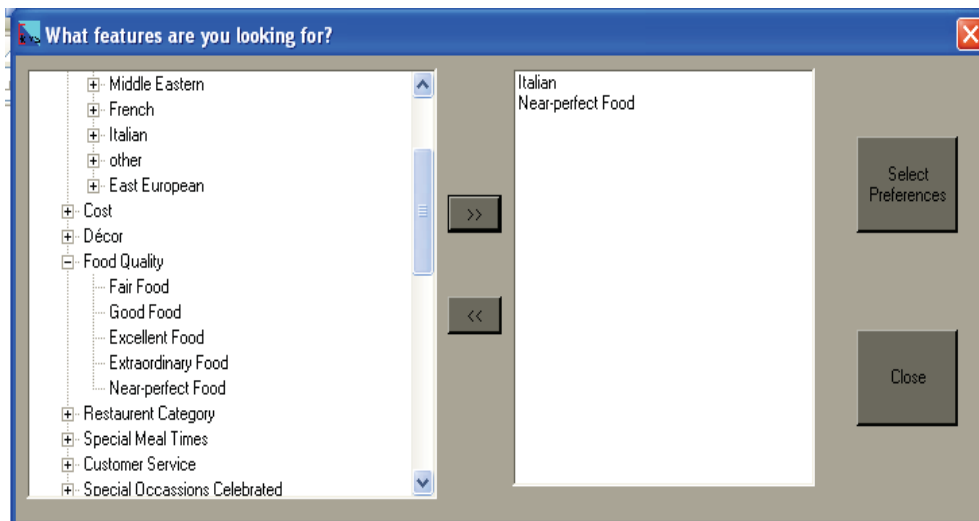 What features are you looking for?
Middle Eastern
French
Italian
other
East European
Cost
Décor
Food Quality
Fair Food
Good Food
Excellent Food
Extraordinary Food
Near-perfect Food
Restaurent Category
Special Meal Times
Customer Service
Special Occassions Celebrated
>>
<<
Italian
Near-perfect Food
Select
Preferences
Close